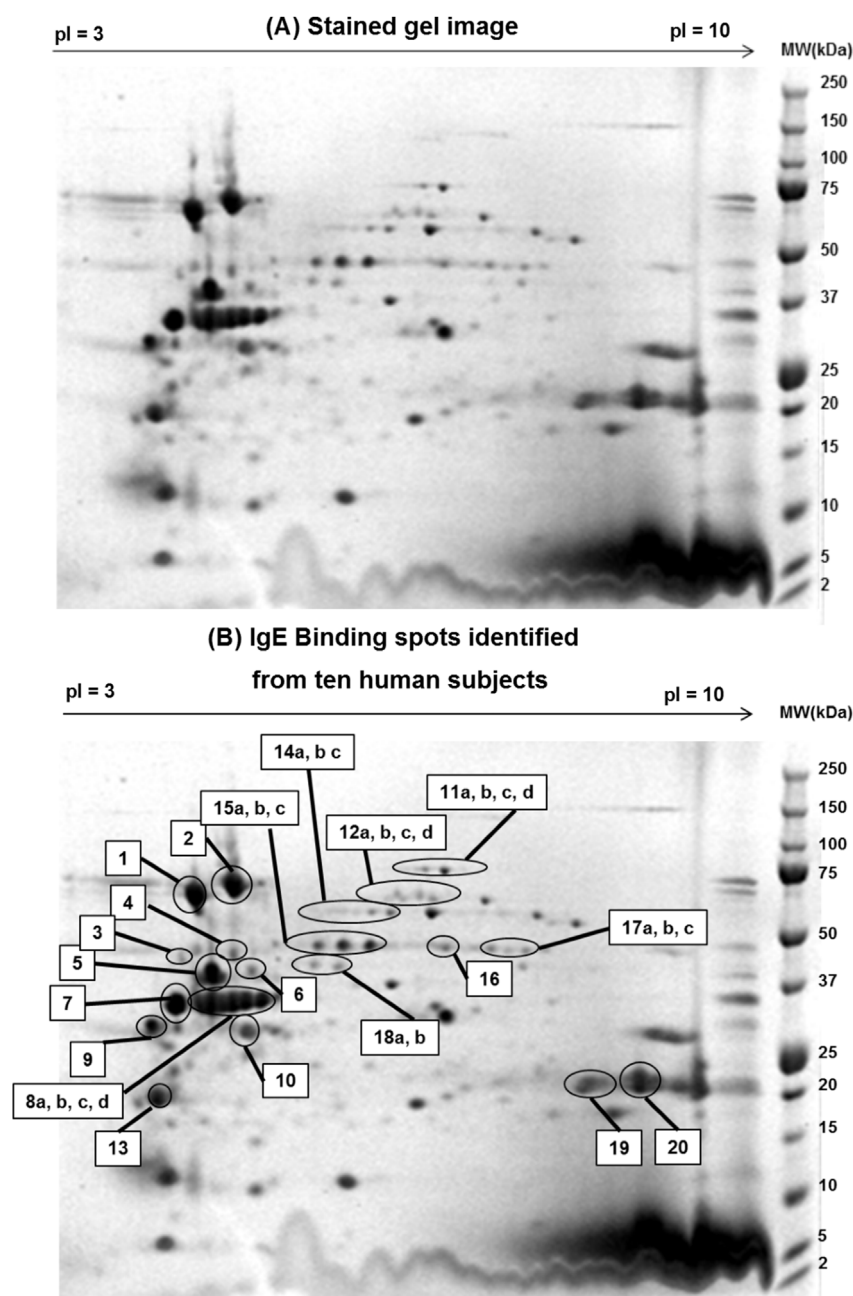 (A) Stained gel image
pI = 3
pI = 10
MW(kDa)
250
150
100
75
50
37
25
20
15
10
5
2
(B) IgE Binding spots identified
from ten human subjects
pI = 3
pI = 10
MW(kDa)
14a, b c
15a, b, c
11a, b, c, d
12a, b, c, d
2
1
4
3
5
7
9
8a, b, c, d
13
6
10
18a, b
16
17a, b, c
19
20
250
150
100
75
50
37
25
20
15
10
5
2